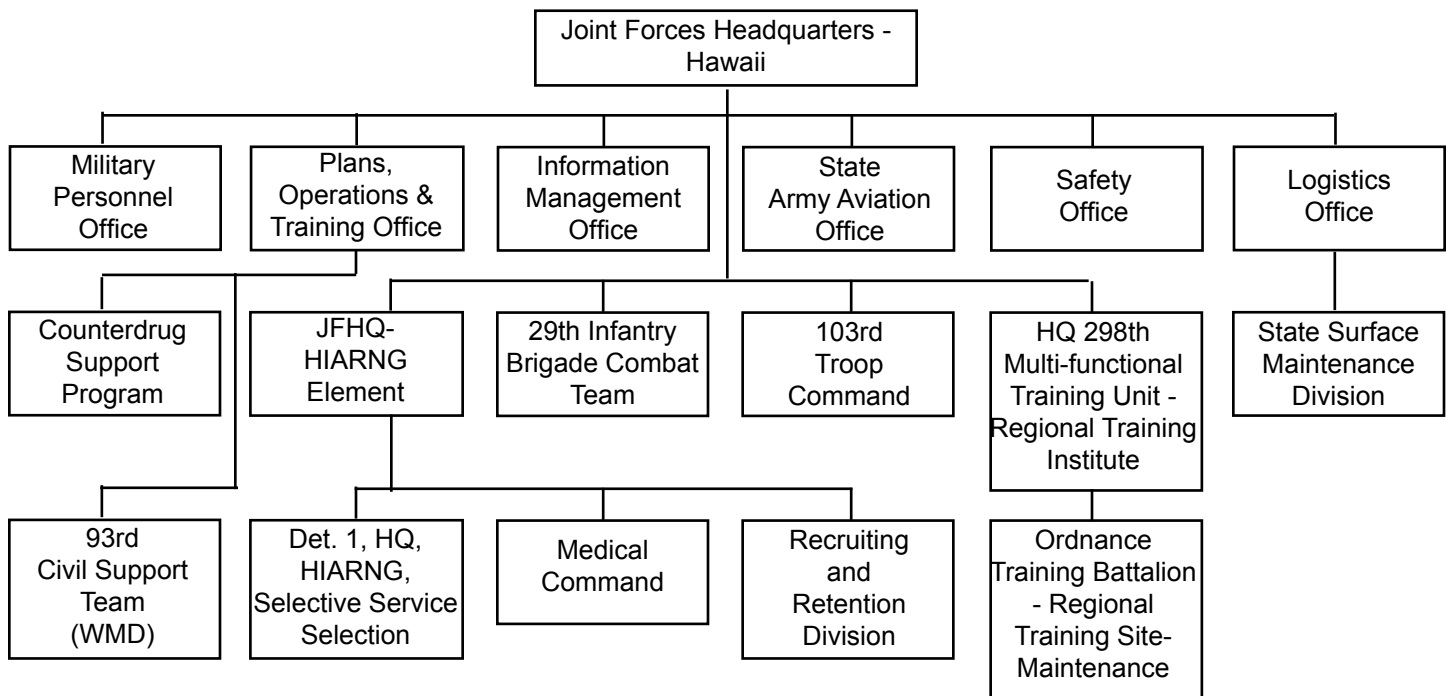 Joint Forces Headquarters -
Hawaii
Military
Personnel
Office
Plans,
Operations &
Training Office
Information
Management
Office
State
Army Aviation
Office
Safety
Office
Logistics
Office
Counterdrug
Support
Program
JFHQ-
HIARNG
Element
29th Infantry
Brigade Combat
Team
103rd
Troop
Command
HQ 298th
Multi-functional
Training Unit -
Regional Training
Institute
State Surface
Maintenance
Division
93rd
Civil Support
Team
(WMD)
Det. 1, HQ,
HIARNG,
Selective Service
Selection
Medical
Command
Recruiting
and
Retention
Division
Ordnance
Training Battalion
- Regional
Training Site-
Maintenance